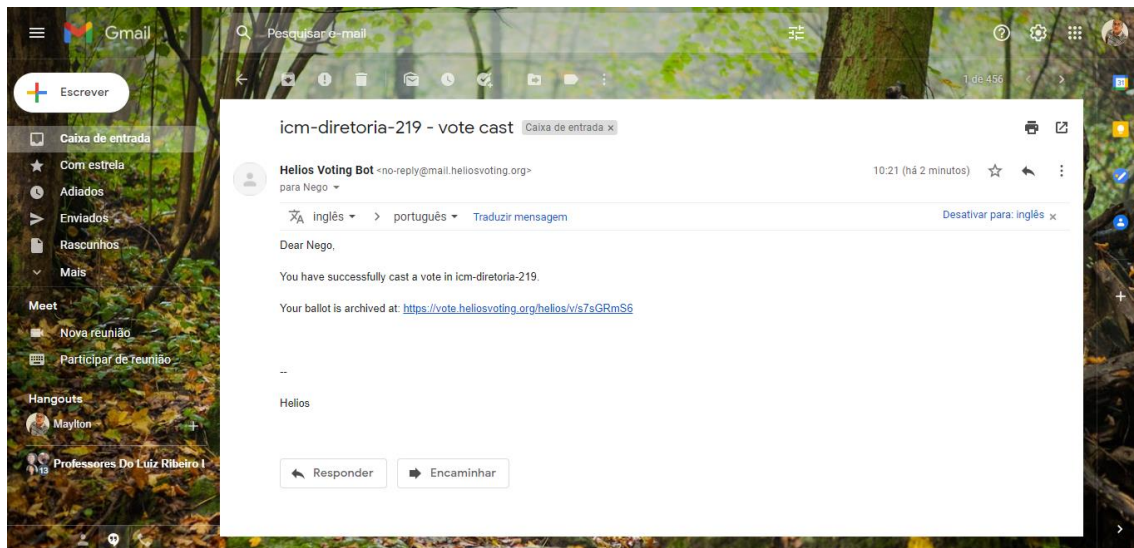 Gmail
Pesquisar e-mail
Escrever
1 de 456
31
Caixa de entrada
Com estrela
Adiados
Enviados
Rascunhos
Mais
Meet
Nova reunião
Participar de reunião
Hangouts
Maylton
Professores Do Luiz Ribeiro
13
icm-diretoria-219 - vote cast Caixa de entrada x
Helios Voting Bot <no-reply@mail.heliosvoting.org> 10:21 (há 2 minutos)
para Nego
inglês > português Traduzir mensagem Desativar para: inglês x
Dear Nego,
You have successfully cast a vote in icm-diretoria-219.
Your ballot is archived at: https://vote.heliosvoting.org/helios/v/s7sGRmS6
--
Helios
Responder Encaminhar